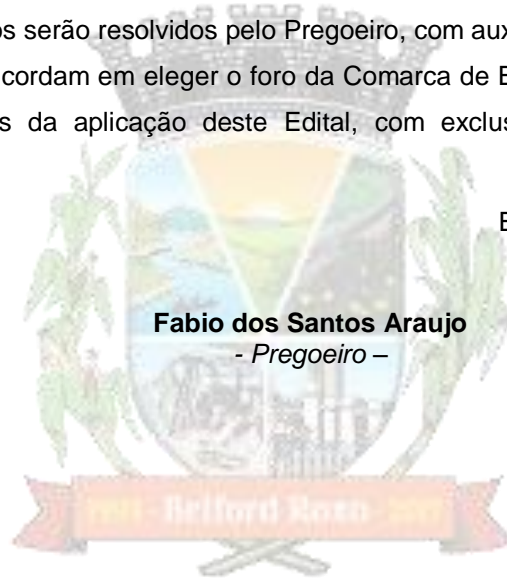 os serão resolvidos pelo Pregoeiro, com aux
cordam em eleger o foro da Comarca de B
s da aplicação deste Edital, com exclus
Fabio dos Santos Araujo
- Pregoeiro –
Belford Roxo